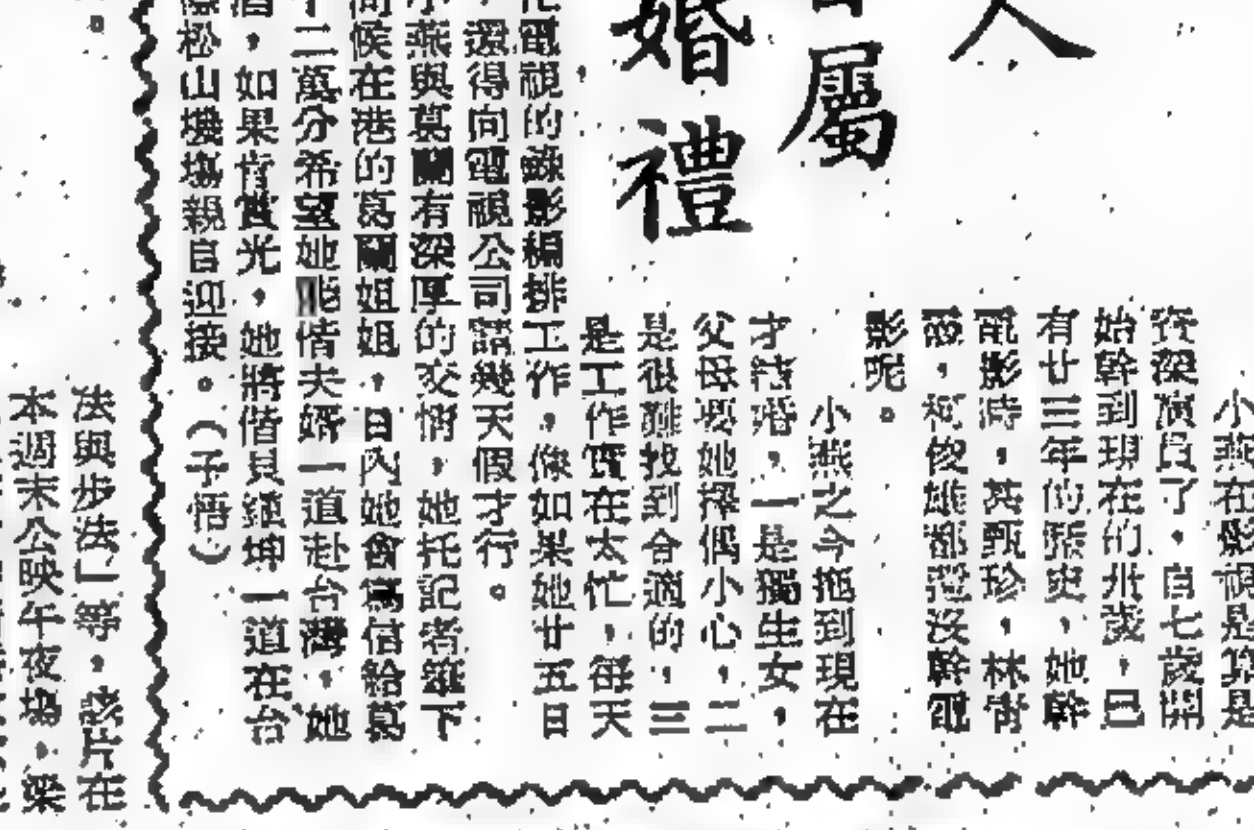 人
屬
婚禮
小燕在影視是算是
資深演員了。自七歲開
始幹到現在的卅歲,已
有廿三年的歷史,她幹
電影時,甚甄珍,林青
霞,柯俊雄都還沒幹電
影呢。
小燕之今拖到現在
才結婚,一是獨生女,
父母要她擇偶小心,二
是很難找到合適的,三
是工作實在太忙,每天
忙電視的錄影編排工作,像如果她廿五日
,還得向電視公司請幾天假才行。
小燕與葛蘭有深厚的交情,她托記者筆下
問候在港的葛蘭姐姐,日內她會寫信給葛
十二萬分希望她能偕夫婿一道赴台灣,她
酒,如果肯賞光,她將偕貝 坤一道在台
松山機場親自迎接。(子悟)
法與步法」等,該片在
本週末公映午夜場,梁